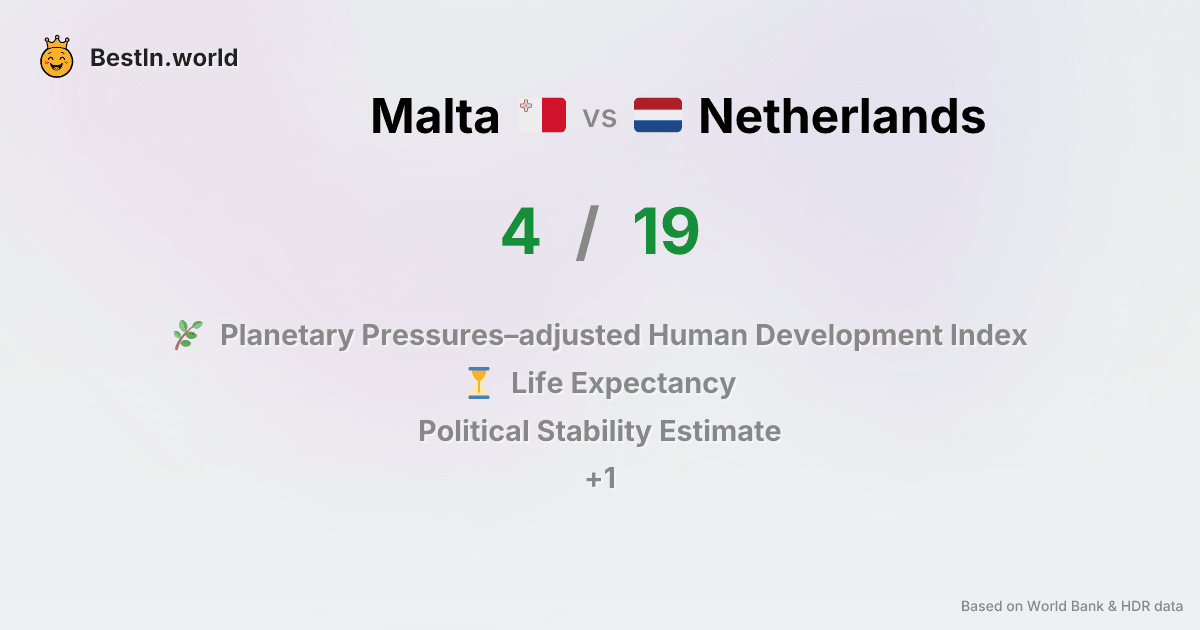 BestIn.world
Malta vs Netherlands
4 / 19
Planetary Pressures–adjusted Human Development Index
Life Expectancy
Political Stability Estimate
+1
Based on World Bank & HDR data